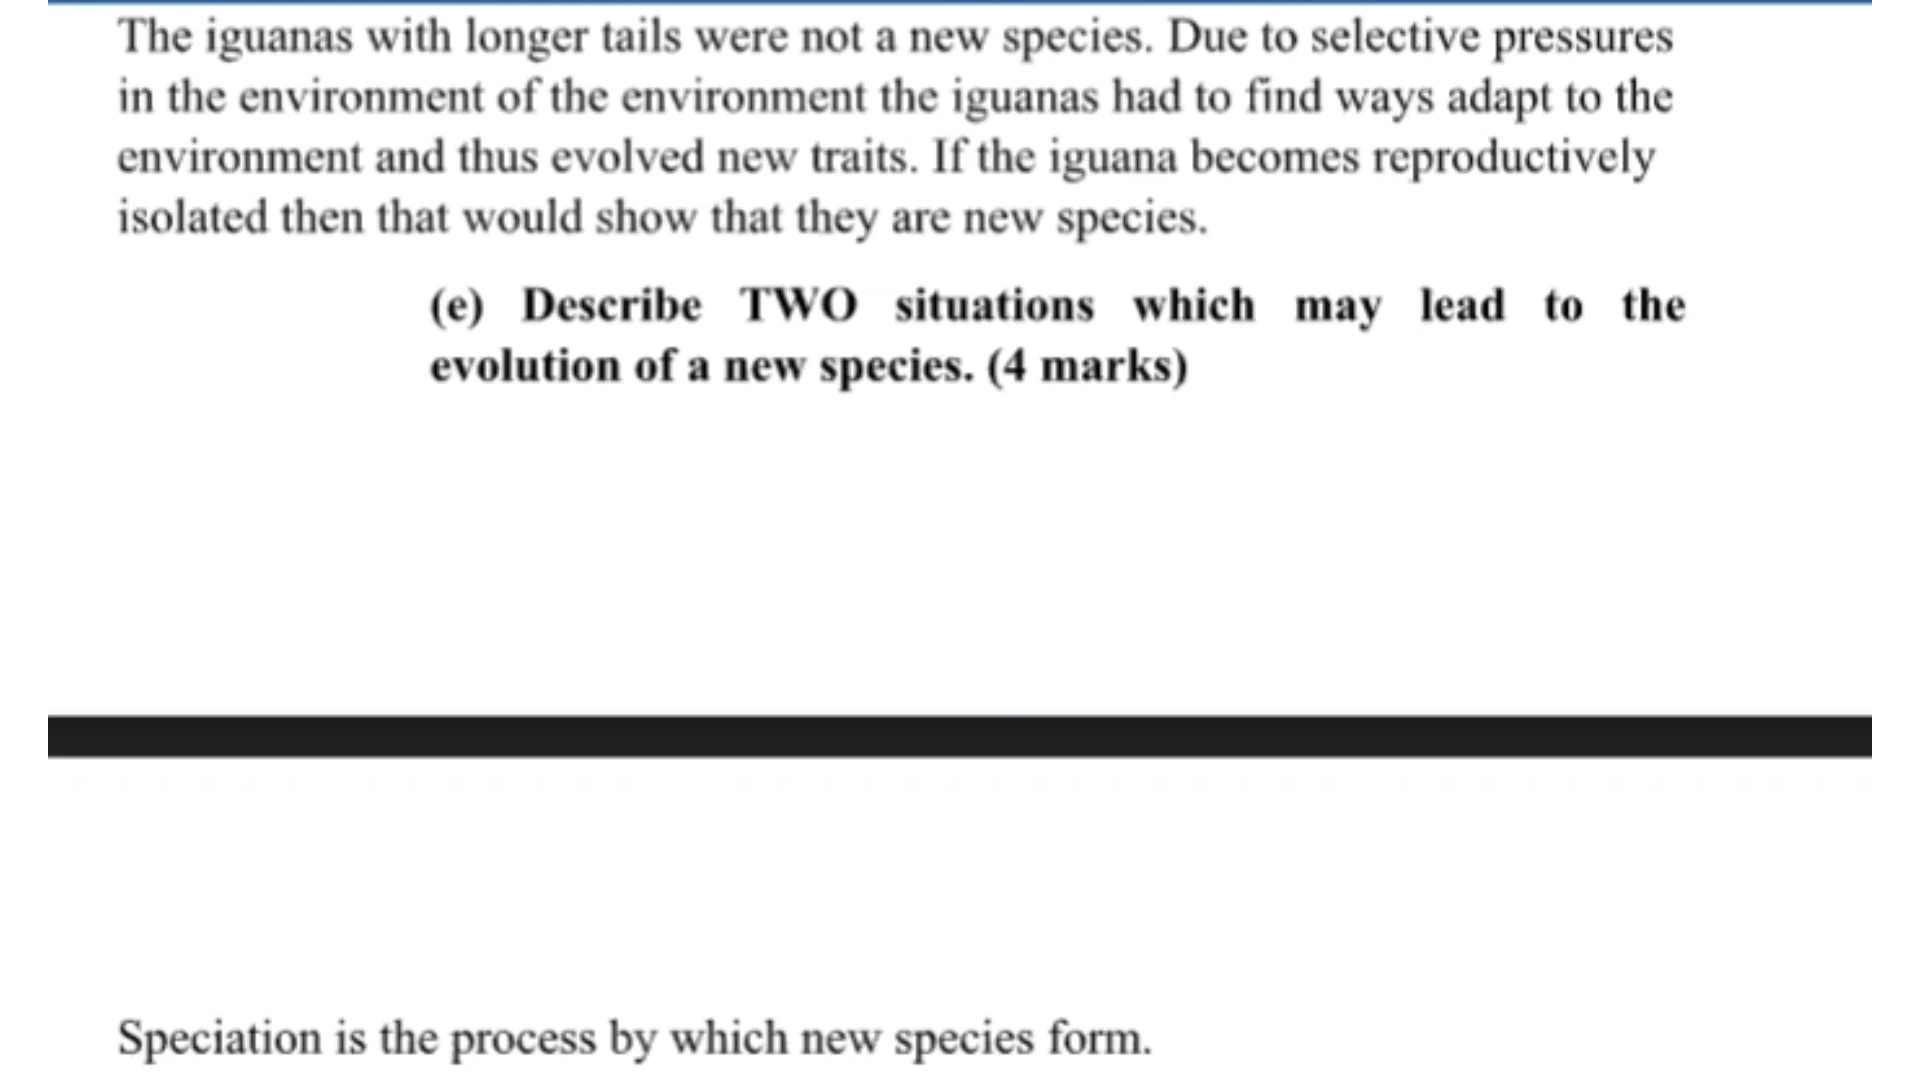 The iguanas with longer tails were not a new species. Due to selective pressures
in the environment of the environment the iguanas had to find ways adapt to the
environment and thus evolved new traits. If the iguana becomes reproductively
isolated then that would show that they are new species.
(e) Describe TWO situations which may lead to the
evolution of a new species. (4 marks)
Speciation is the process by which new species form.